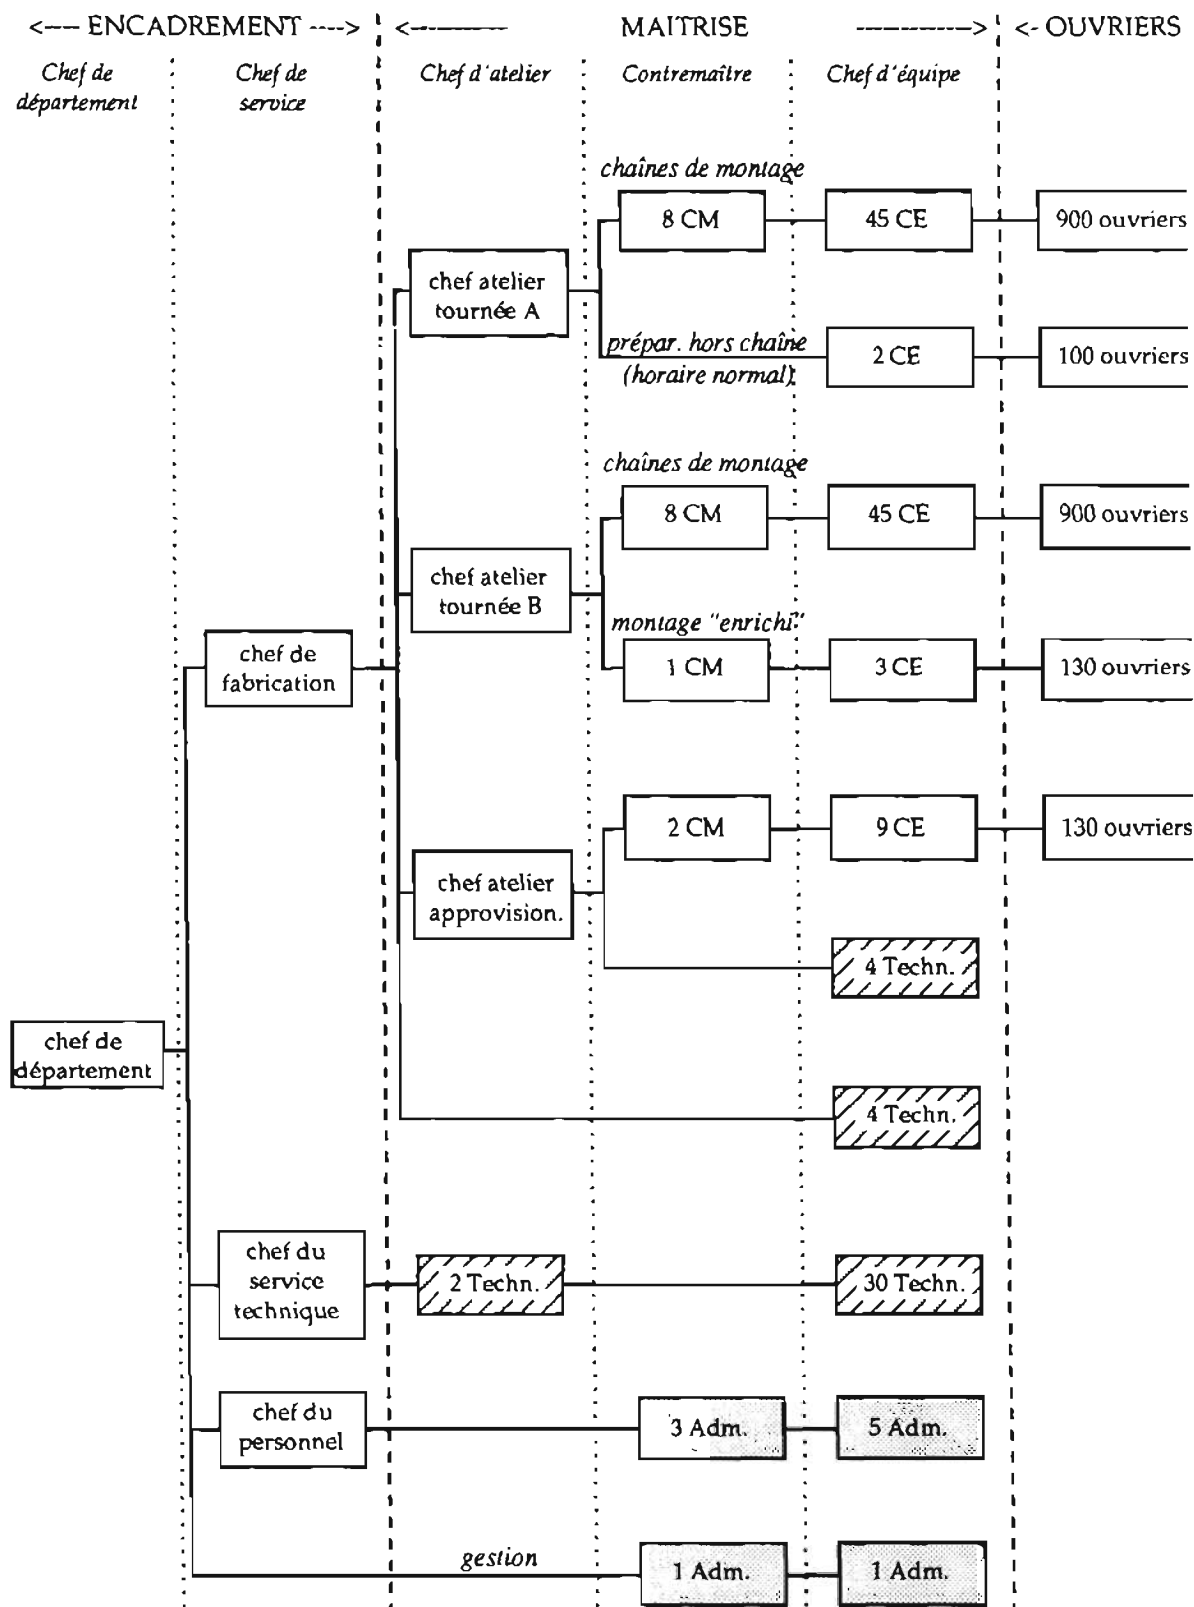 <---- ENCADREMENT ----> <---------- MAITRISE ------------> <- OUVRIERS
Chef de département
Chef de service
Chef d'atelier
Contremaître
Chef d'équipe
chaînes de montage
8 CM
45 CE
900 ouvriers
chef atelier
tournée A
prépar. hors chaîne
(horaire normal)
2 CE
100 ouvriers
chaînes de montage
8 CM
45 CE
900 ouvriers
chef atelier
tournée B
montage "enrichi"
1 CM
3 CE
130 ouvriers
chef de
fabrication
2 CM
9 CE
130 ouvriers
chef atelier
approvision.
4 Techn.
chef de
département
4 Techn.
chef du
service
technique
2 Techn.
30 Techn.
chef du
personnel
3 Adm.
5 Adm.
gestion
1 Adm.
1 Adm.